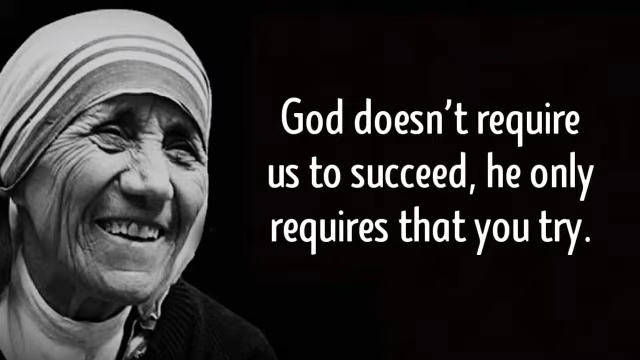 God doesn't require
us to succeed, he only
requires that you try.